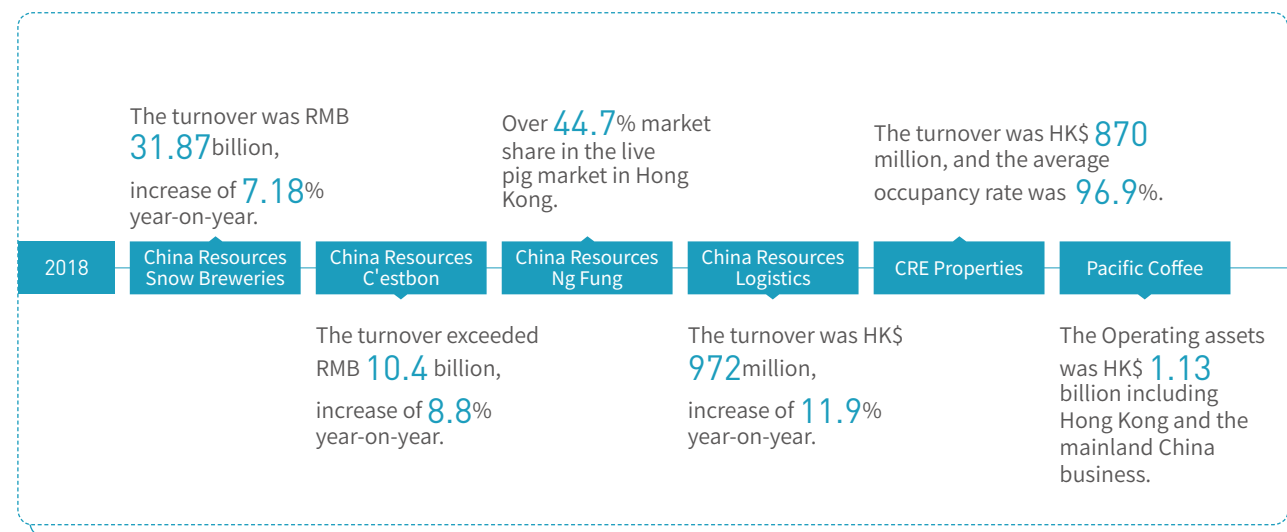 The turnover was RMB
31.87billion,
increase of 7.18%
year-on-year.
Over 44.7% market
share in the live
pig market in Hong
Kong.
The turnover was HK$ 870
million, and the average
occupancy rate was 96.9%.
2018
China Resources
Snow Breweries
China Resources
C'estbon
China Resources
Ng Fung
China Resources
Logistics
CRE Properties
Pacific Coffee
The turnover exceeded
RMB 10.4 billion,
increase of 8.8%
year-on-year.
The turnover was HK$
972million,
increase of 11.9%
year-on-year.
The Operating assets
was HK$ 1.13
billion including
Hong Kong and the
mainland China
business.